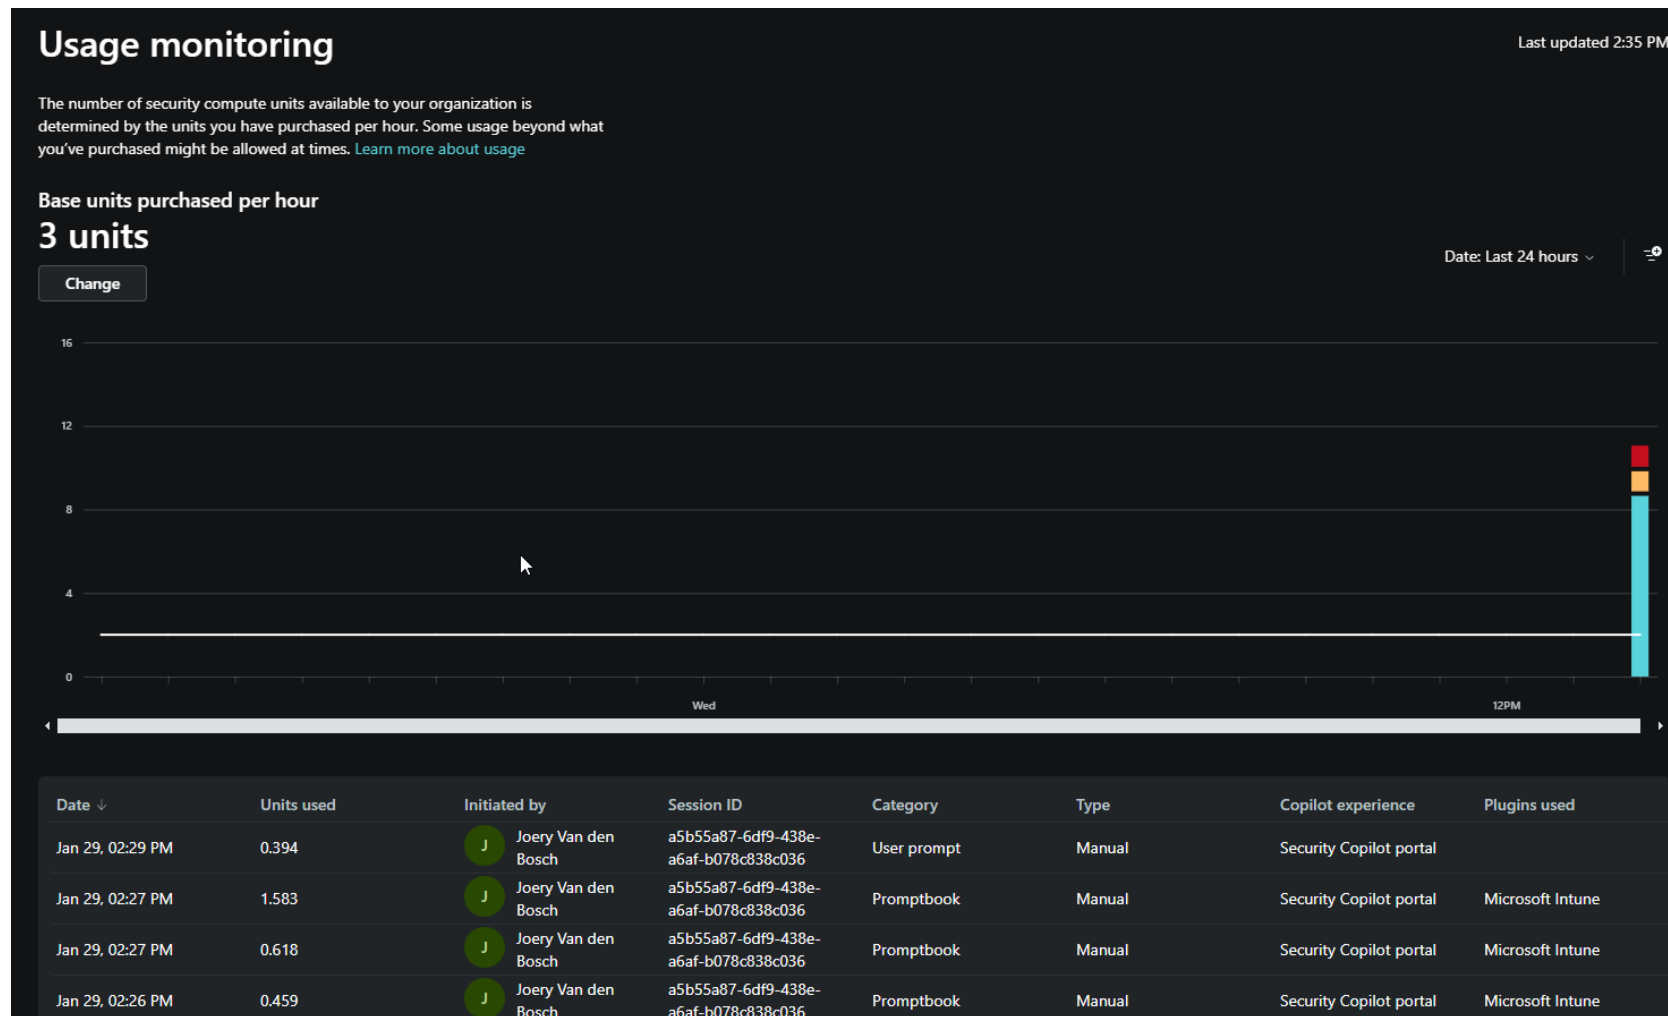 Usage monitoring
Last updated 2:35 PM
The number of security compute units available to your organization is
determined by the units you have purchased per hour. Some usage beyond what
you've purchased might be allowed at times. Learn more about usage
Base units purchased per hour
3 units
Date: Last 24 hours
Change
16
12
8
4
0
Wed 12PM
Date Units used Initiated by Session ID Category Type Copilot experience Plugins used
Jan 29, 02:29 PM 0.394 J Joery Van den a5b55a87-6df9-438e- User prompt Manual Security Copilot portal
Bosch a6af-b078c838c036
Jan 29, 02:27 PM 1.583 J Joery Van den a5b55a87-6df9-438e- Promptbook Manual Security Copilot portal Microsoft Intune
Bosch a6af-b078c838c036
Jan 29, 02:27 PM 0.618 J Joery Van den a5b55a87-6df9-438e- Promptbook Manual Security Copilot portal Microsoft Intune
Bosch a6af-b078c838c036
Jan 29, 02:26 PM 0.459 J Joery Van den a5b55a87-6df9-438e- Promptbook Manual Security Copilot portal Microsoft Intune
Bosch a6af-b078c838c036